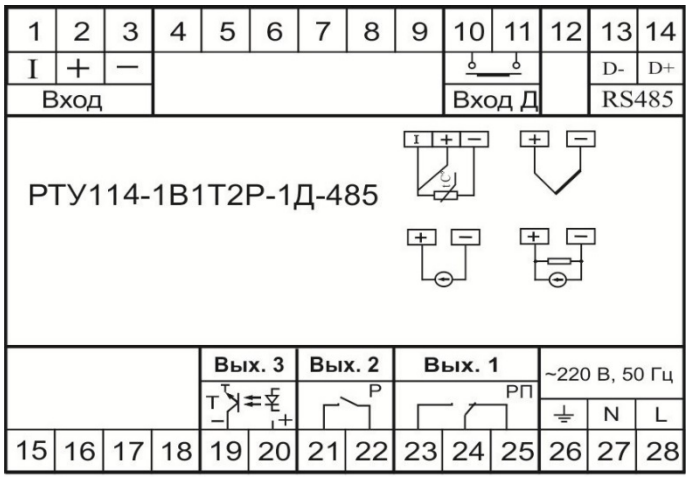 1 2 3 4 5 6 7 8 9 10 11 12 13 14
I + — D- D+
Вход Вход Д RS485
I + — + —
t°C
РТУ114-1В1Т2Р-1Д-485
+ — + —
Вых. 3 Вых. 2 Вых. 1 ~220 В, 50 Гц
Т Р РП
— + N L
15 16 17 18 19 20 21 22 23 24 25 26 27 28